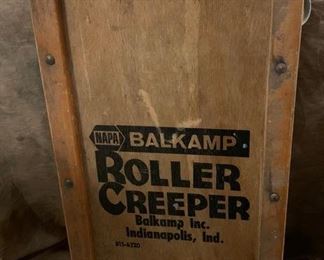 NAPA BALKAMP
ROLLER
CREEPER
Balkamp Inc.
Indianapolis, Ind.